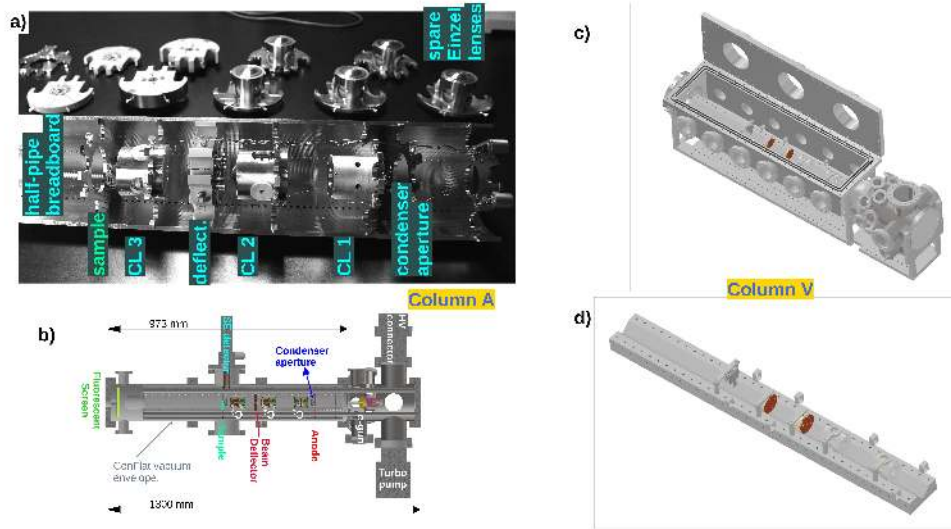 a)
spare
Einzel
lenses
half-pipe
breadboard
sample
CL 3
deflect.
CL 2
CL 1
condenser
aperture
Column A
b)
973 mm
SE detector
HV
connector
Condenser
aperture
Fluorescent
Screen
Sample
Beam
Deflector
Anode
e-gun
ConFlat vacuum
envelope.
Turbo
pump
1300 mm
c)
Column V
d)